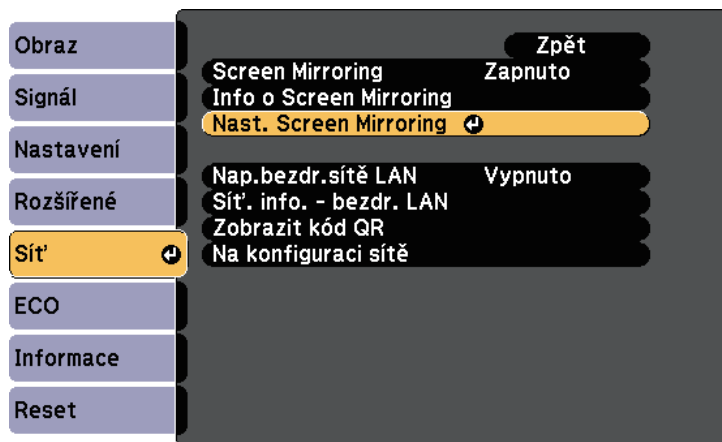 Obraz
Signál
Nastavení
Rozšířené
Síť
ECO
Informace
Reset
Zpět
Screen Mirroring Zapnuto
Info o Screen Mirroring
Nast. Screen Mirroring
Nap.bezdr.sítě LAN Vypnuto
Síť. info. - bezdr. LAN
Zobrazit kód QR
Na konfiguraci sítě